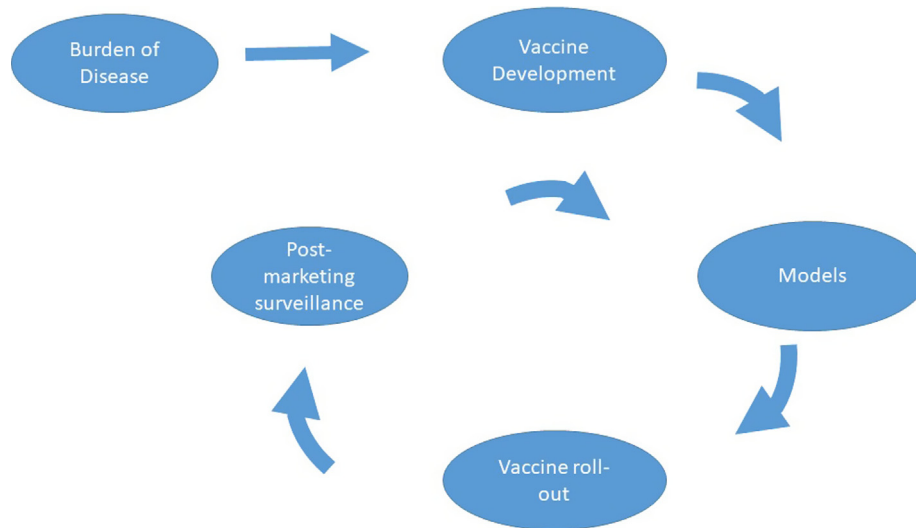 Burden of
Disease
Vaccine
Development
Post-
marketing
surveillance
Models
Vaccine roll-
out